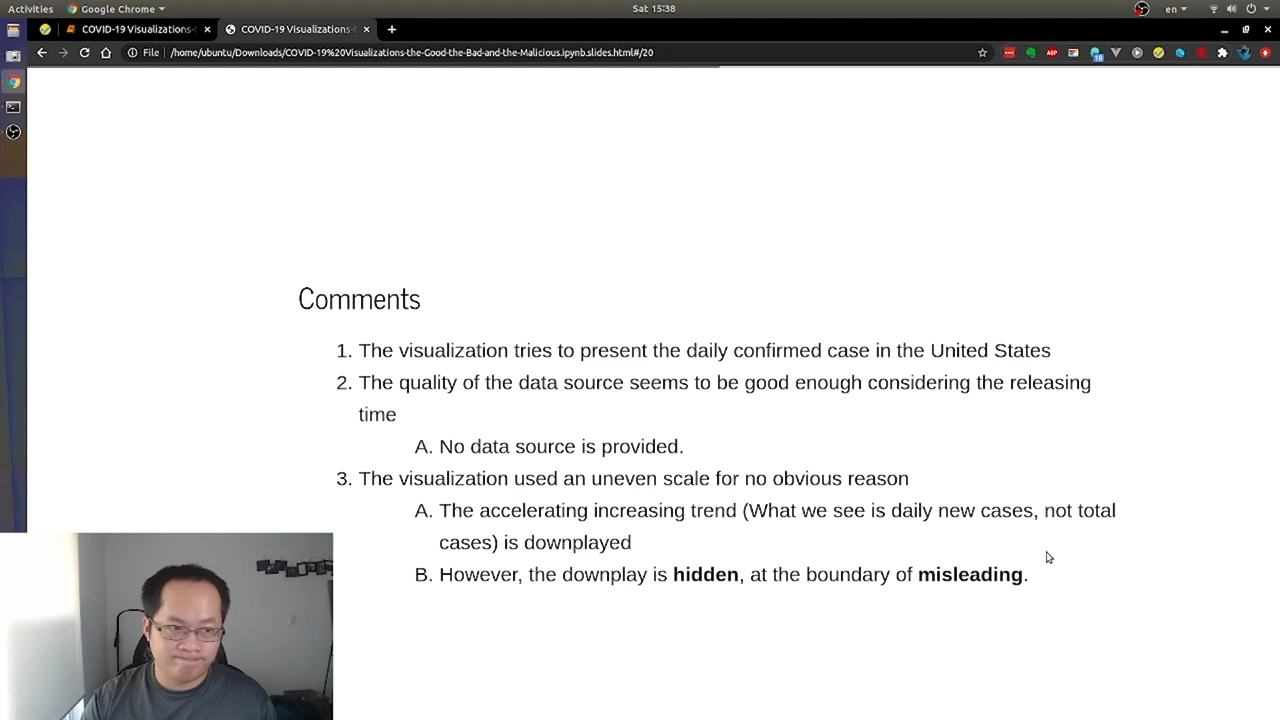 Activities
Google Chrome
Sat 15:38
en
COVID-19 Visualizations-
COVID-19 Visualizations-
File
/home/ubuntu/Downloads/COVID-19%20Visualizations-the-Good-the-Bad-and-the-Malicious.ipynb.slides.html#/20
ABP
10
Comments
1. The visualization tries to present the daily confirmed case in the United States
2. The quality of the data source seems to be good enough considering the releasing
time
A. No data source is provided.
3. The visualization used an uneven scale for no obvious reason
A. The accelerating increasing trend (What we see is daily new cases, not total
cases) is downplayed
B. However, the downplay is hidden, at the boundary of misleading.